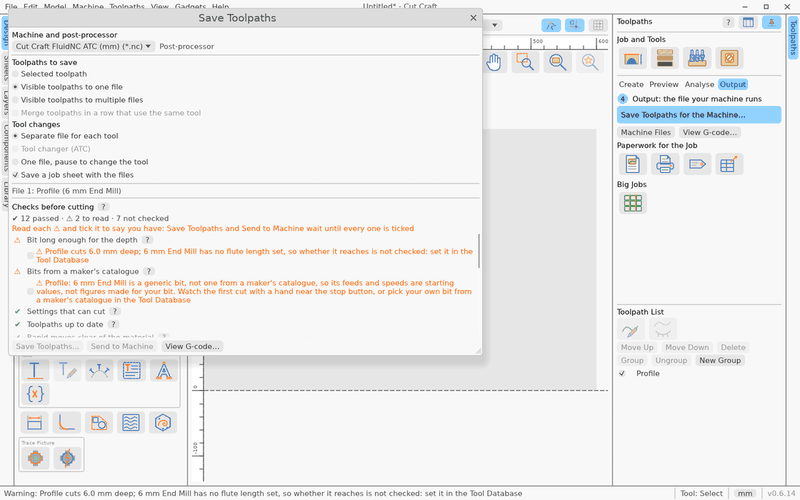 File Edit Model Machine Toolpaths View Gadgets Help
Untitled* - Cut Craft
Save Toolpaths
Machine and post-processor
Cut Craft FluidNC ATC (mm) (*.nc) Post-processor
Toolpaths to save
Selected toolpath
Visible toolpaths to one file
Visible toolpaths to multiple files
Merge toolpaths in a row that use the same tool
Tool changes
Separate file for each tool
Tool changer (ATC)
One file, pause to change the tool
Save a job sheet with the files
File 1: Profile (6 mm End Mill)
Checks before cutting ?
✔ 12 passed · ⚠ 2 to read · 7 not checked
Read each ⚠ and tick it to say you have: Save Toolpaths and Send to Machine wait until every one is ticked
⚠ Bit long enough for the depth ?
⚠ Profile cuts 6.0 mm deep; 6 mm End Mill has no flute length set, so whether it reaches is not checked: set it in the
Tool Database
⚠ Bits from a maker's catalogue ?
⚠ Profile: 6 mm End Mill is a generic bit, not one from a maker's catalogue, so its feeds and speeds are starting
values, not figures made for your bit. Watch the first cut with a hand near the stop button, or pick your own bit from
a maker's catalogue in the Tool Database
✔ Settings that can cut ?
✔ Toolpaths up to date ?
Save Toolpaths... Send to Machine View G-code...
Trace Picture
500
600
0
-100
Toolpaths
?
Job and Tools
Create Preview Analyse Output
4 Output: the file your machine runs
Save Toolpaths for the Machine...
Machine Files View G-code...
Paperwork for the Job
Big Jobs
Toolpath List
Move Up Move Down Delete
Group Ungroup New Group
Profile
Toolpaths
Warning: Profile cuts 6.0 mm deep; 6 mm End Mill has no flute length set, so whether it reaches is not checked: set it in the Tool Database
Tool: Select mm v0.6.14